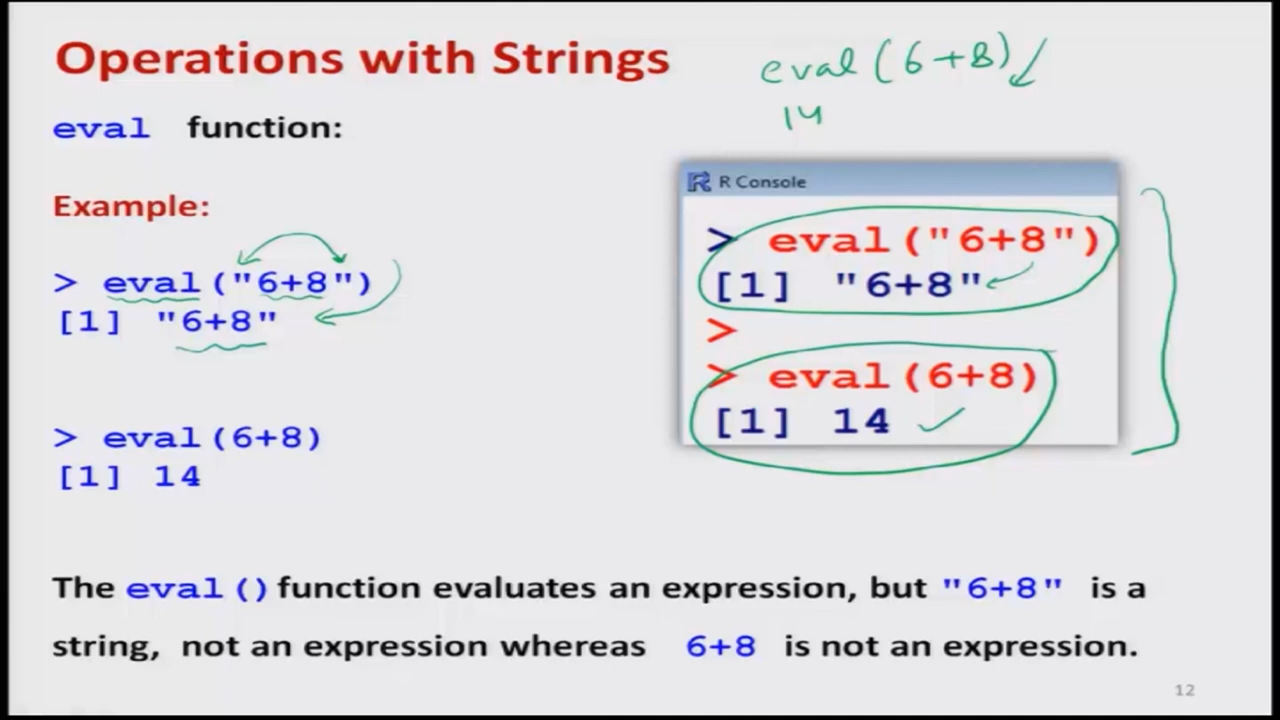 Operations with Strings
eval(6+8)
14
eval function:
Example:
> eval("6+8")
[1] "6+8"
> eval(6+8)
[1] 14
R Console
> eval("6+8")
[1] "6+8"
>
> eval(6+8)
[1] 14
The eval() function evaluates an expression, but "6+8" is a
string, not an expression whereas 6+8 is not an expression.
12